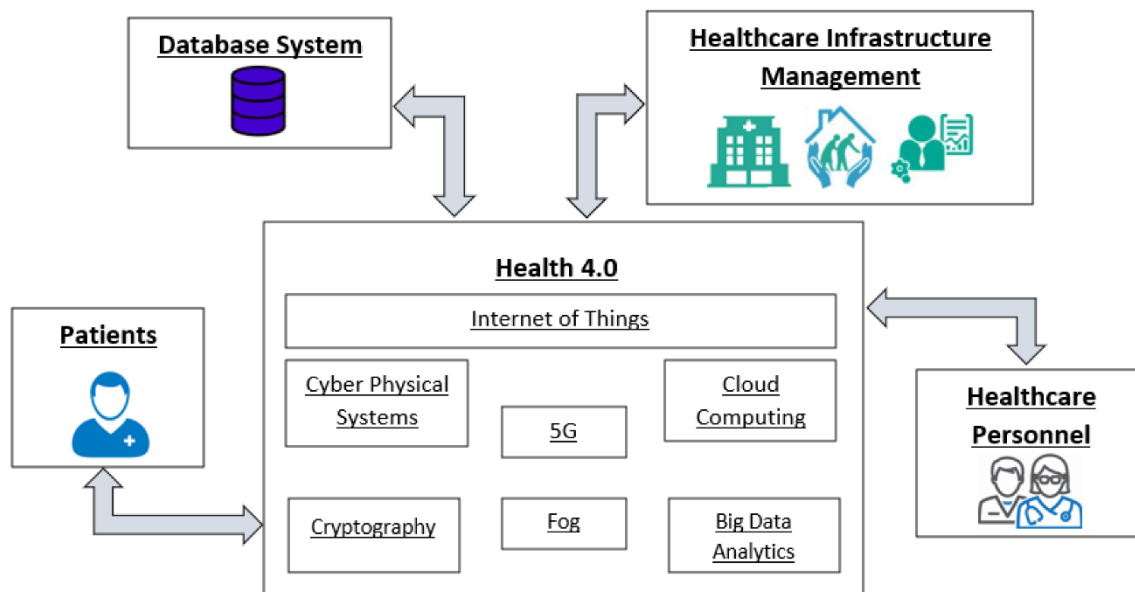 Database System
Healthcare Infrastructure
Management
Health 4.0
Internet of Things
Patients
Cyber Physical
Systems
5G
Cloud
Computing
Healthcare
Personnel
Cryptography
Fog
Big Data
Analytics